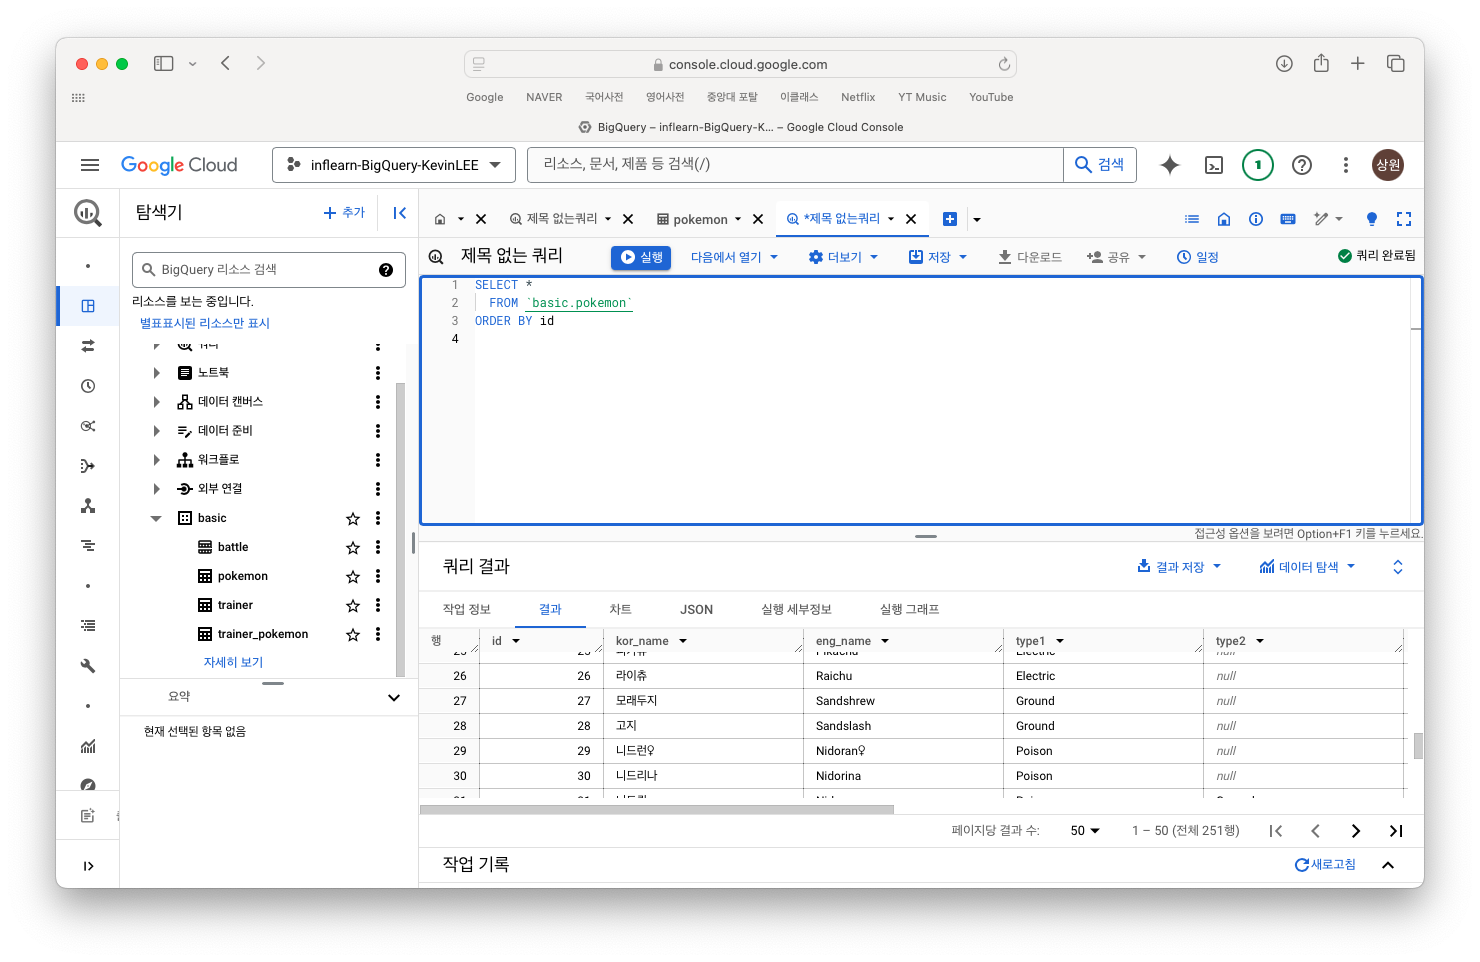 console.cloud.google.com
Google NAVER 국어사전 영어사전 중앙대 포탈 이클래스 Netflix YT Music YouTube
BigQuery – inflearn-BigQuery-K... – Google Cloud Console
Google Cloud inflearn-BigQuery-KevinLEE 리소스, 문서, 제품 등 검색(/) 검색 1 상원
탐색기 + 추가
제목 없는쿼리 pokemon *제목 없는쿼리
제목 없는 쿼리 실행 다음에서 열기 더보기 저장 다운로드 공유 일정 쿼리 완료됨
BigQuery 리소스 검색
리소스를 보는 중입니다.
별표표시된 리소스만 표시
쿼리
노트북
데이터 캔버스
데이터 준비
워크플로
외부 연결
basic
battle
pokemon
trainer
trainer_pokemon
자세히 보기
요약
현재 선택된 항목 없음
1 SELECT *
2 FROM `basic.pokemon`
3 ORDER BY id
4
접근성 옵션을 보려면 Option+F1 키를 누르세요.
쿼리 결과 결과 저장 데이터 탐색
작업 정보 결과 차트 JSON 실행 세부정보 실행 그래프
행 id kor_name eng_name type1 type2
25 25 피카츄 Pikachu Electric null
26 26 라이츄 Raichu Electric null
27 27 모래두지 Sandshrew Ground null
28 28 고지 Sandslash Ground null
29 29 니드런♀ Nidoran♀ Poison null
30 30 니드리나 Nidorina Poison null
페이지당 결과 수: 50 1 – 50 (전체 251행)
작업 기록 새로고침